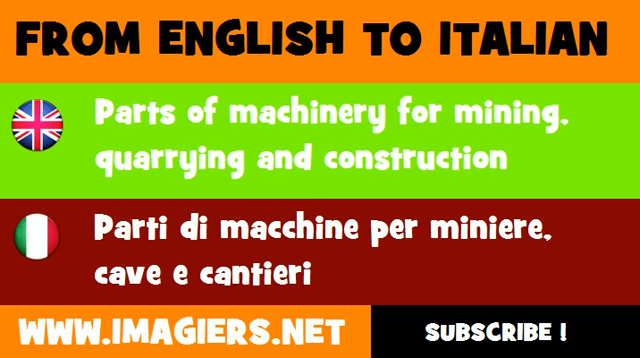 FROM ENGLISH TO ITALIAN
Parts of machinery for mining,
quarrying and construction
Parti di macchine per miniere,
cave e cantieri
WWW.IMAGIERS.NET
SUBSCRIBE !